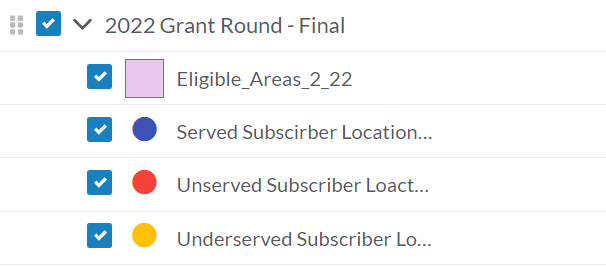 2022 Grant Round - Final
Eligible_Areas_2_22
Served Subscirber Location...
Unserved Subscriber Loact...
Underserved Subscriber Lo...